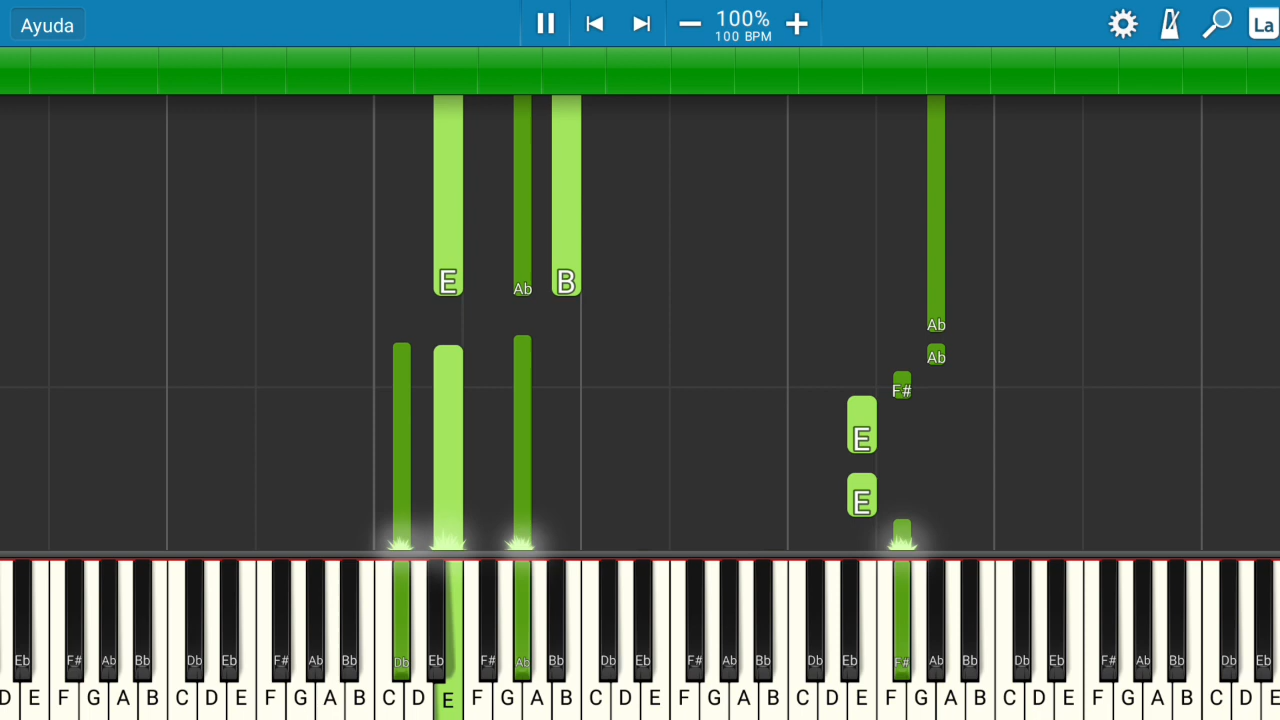 Ayuda 100% La
100 BPM
E Ab B
Ab
Ab
F#
E
E
Eb F# Ab Bb Db Eb F# Ab Bb Db Eb F# Ab Bb Db Eb F# Ab Bb Db Eb F# Ab Bb Db Eb F# Ab Bb Db Eb
D E F G A B C D E F G A B C D E F G A B C D E F G A B C D E F G A B C D E F G A B C D E